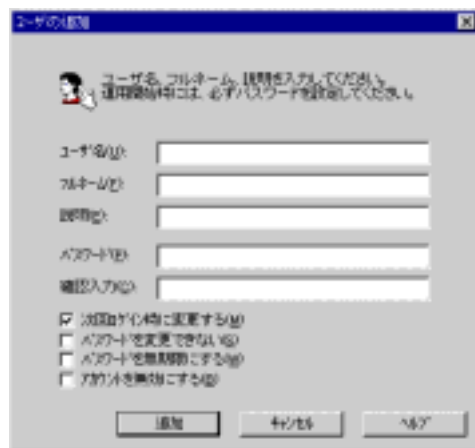 ユーザの追加
ユーザ名、フルネーム、説明を入力してください。
運用開始時には、必ずパスワードを設定してください。
ユーザ名(U):
フルネーム(F):
説明(E):
パスワード(P):
確認入力(C):
次回ログイン時に変更する(M)
パスワードを変更できない(S)
パスワードを無期限にする(W)
アカウントを無効にする(B)
追加
キャンセル
ヘルプ